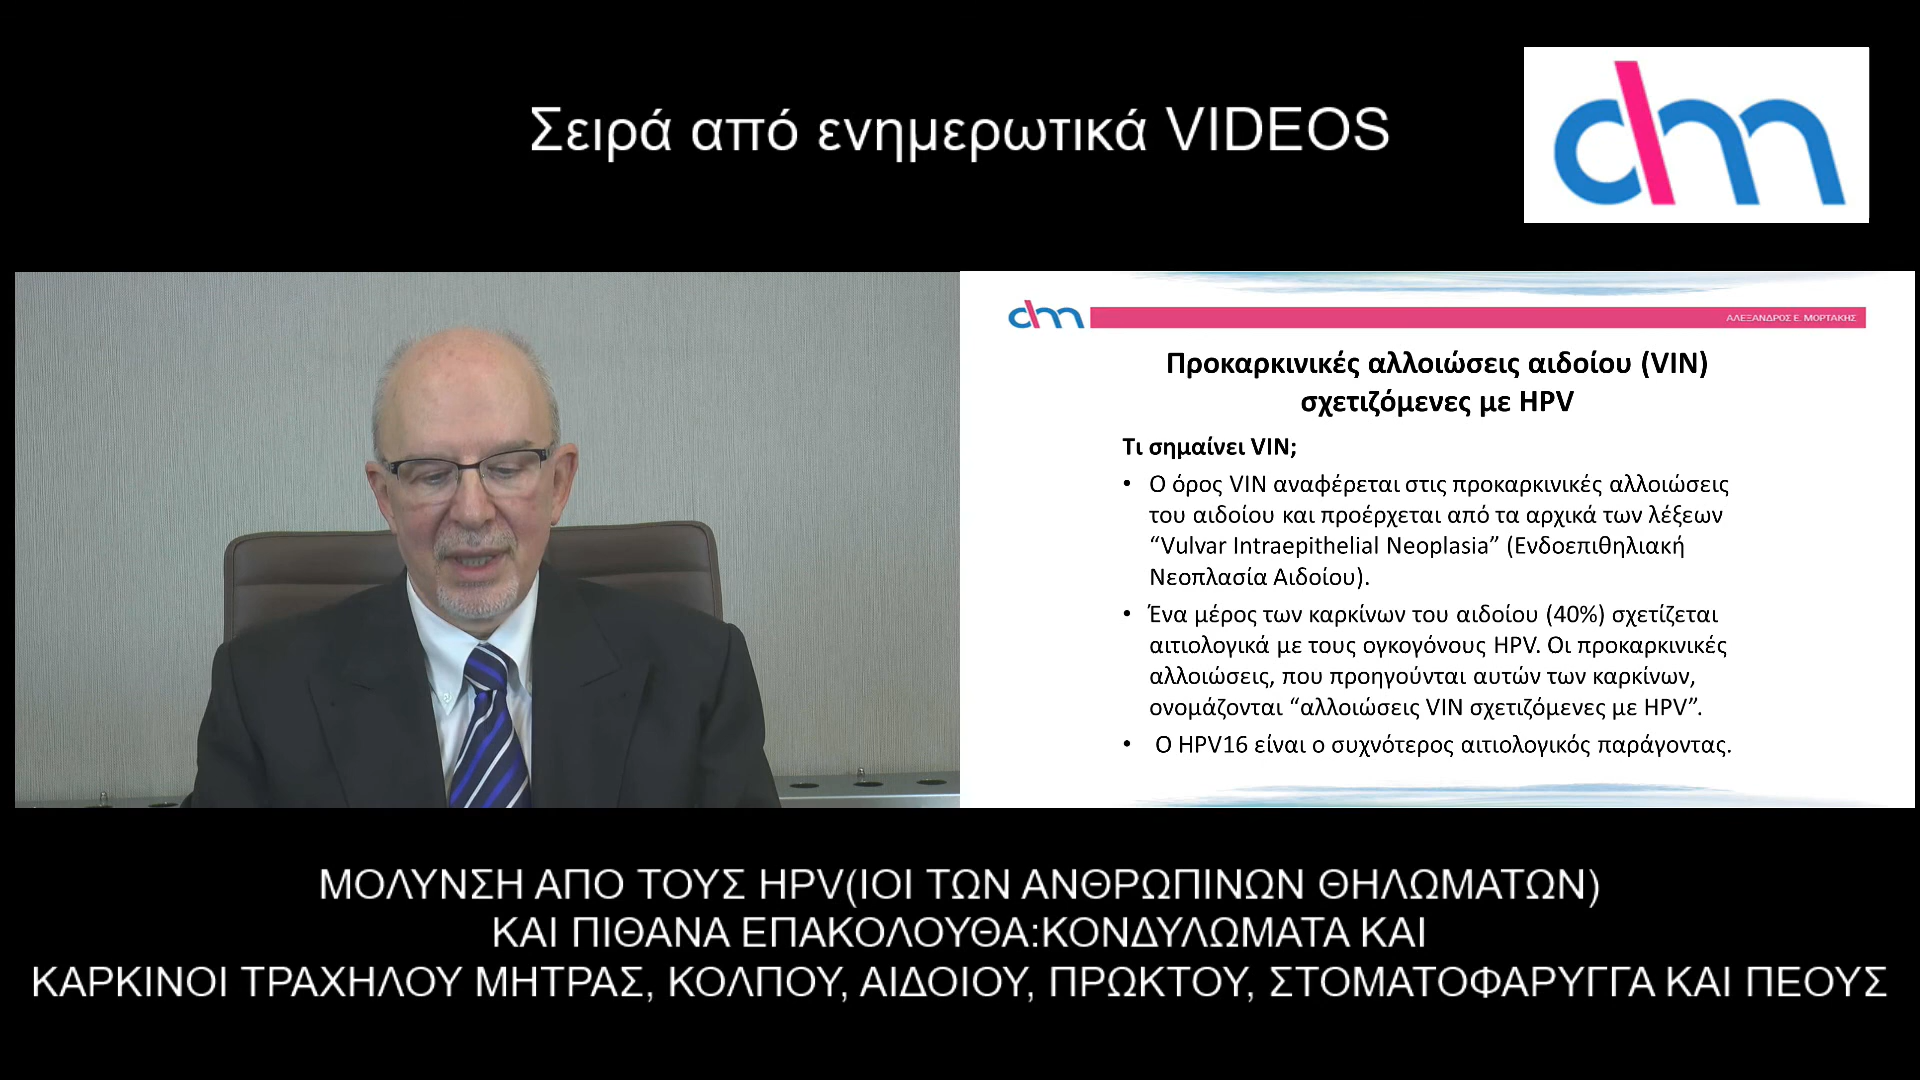 Σειρά από ενημερωτικά VIDEOS
dm
dm
ΑΛΕΞΑΝΔΡΟΣ Ε. ΜΟΡΤΑΚΗΣ
Προκαρκινικές αλλοιώσεις αιδοίου (VIN)
σχετιζόμενες με HPV
Τι σημαίνει VIN;
• Ο όρος VIN αναφέρεται στις προκαρκινικές αλλοιώσεις
του αιδοίου και προέρχεται από τα αρχικά των λέξεων
“Vulvar Intraepithelial Neoplasia” (Ενδοεπιθηλιακή
Νεοπλασία Αιδοίου).
• Ένα μέρος των καρκίνων του αιδοίου (40%) σχετίζεται
αιτιολογικά με τους ογκογόνους HPV. Οι προκαρκινικές
αλλοιώσεις, που προηγούνται αυτών των καρκίνων,
ονομάζονται “αλλοιώσεις VIN σχετιζόμενες με HPV”.
• Ο HPV16 είναι ο συχνότερος αιτιολογικός παράγοντας.
ΜΟΛΥΝΣΗ ΑΠΟ ΤΟΥΣ HPV(ΙΟΙ ΤΩΝ ΑΝΘΡΩΠΙΝΩΝ ΘΗΛΩΜΑΤΩΝ)
ΚΑΙ ΠΙΘΑΝΑ ΕΠΑΚΟΛΟΥΘΑ:ΚΟΝΔΥΛΩΜΑΤΑ ΚΑΙ
ΚΑΡΚΙΝΟΙ ΤΡΑΧΗΛΟΥ ΜΗΤΡΑΣ, ΚΟΛΠΟΥ, ΑΙΔΟΙΟΥ, ΠΡΩΚΤΟΥ, ΣΤΟΜΑΤΟΦΑΡΥΓΓΑ ΚΑΙ ΠΕΟΥΣ